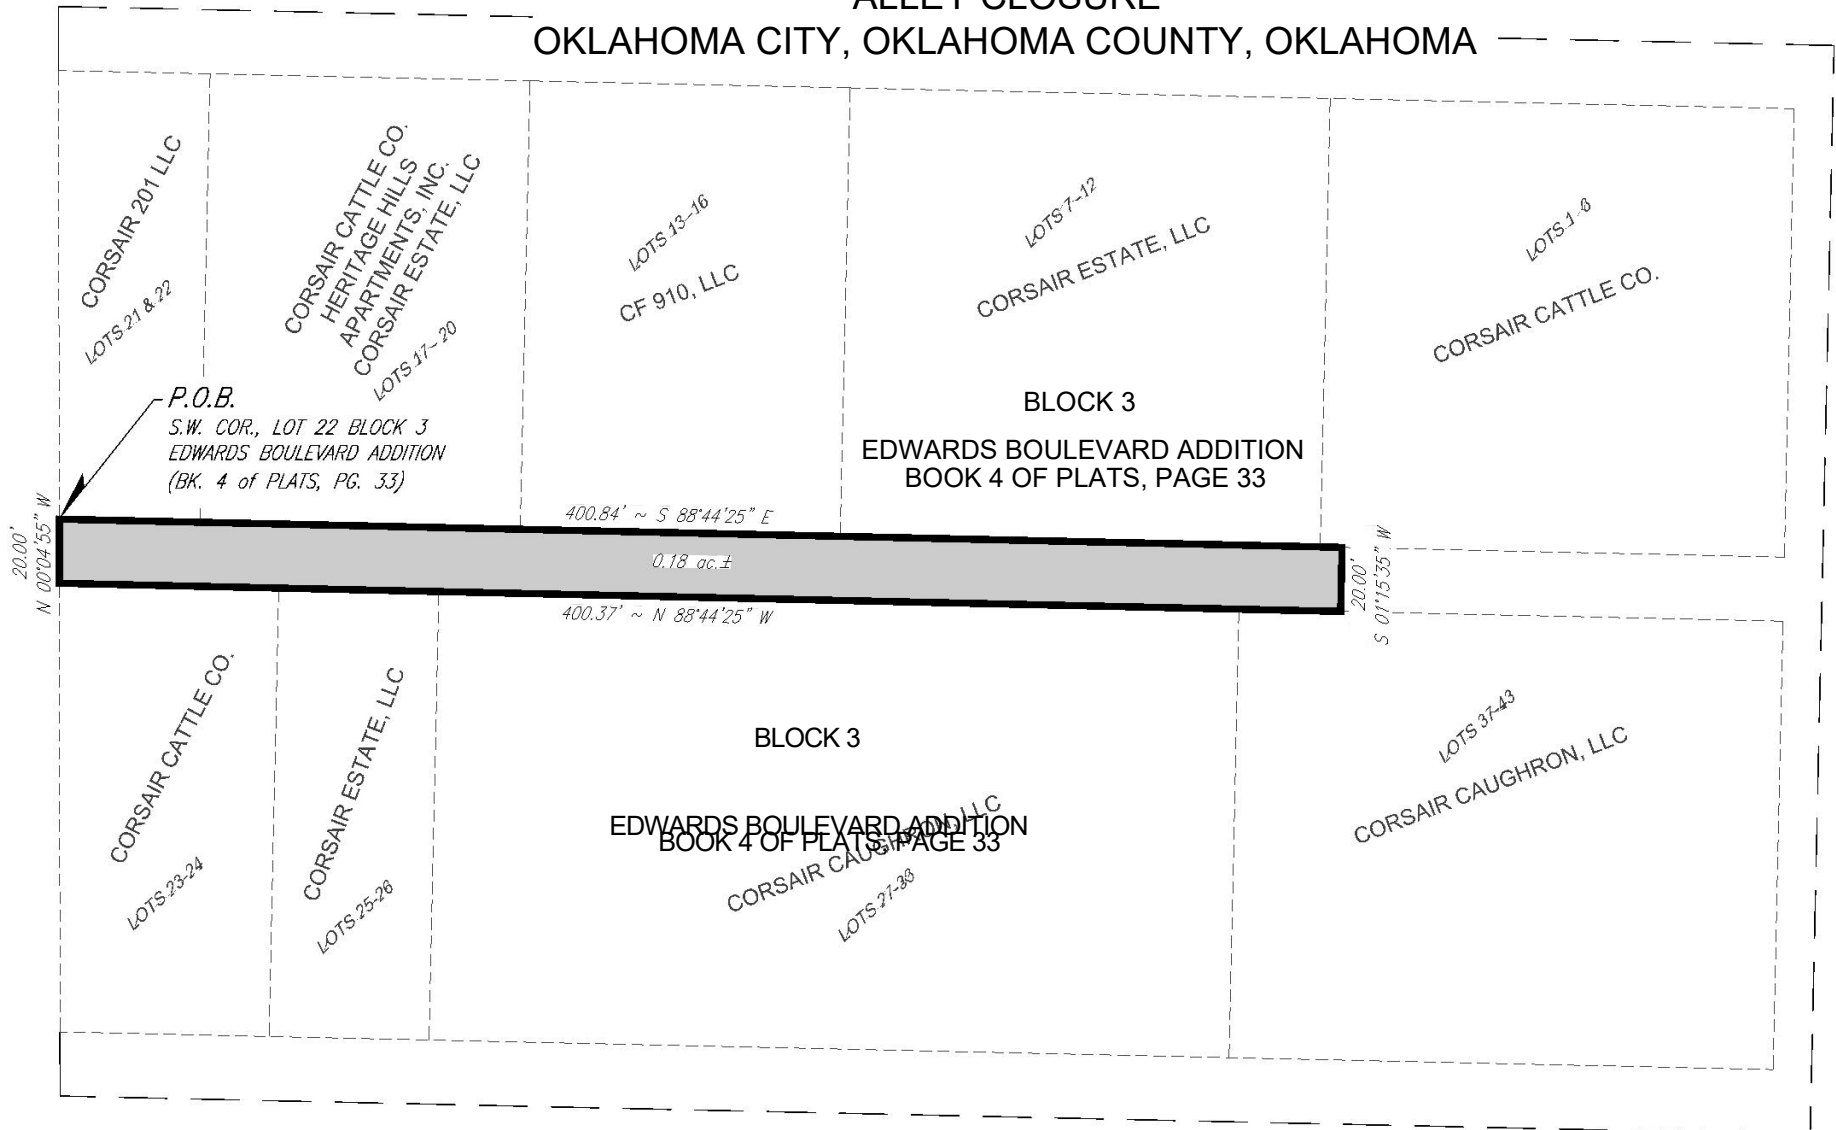 ALLEY CLOSURE
OKLAHOMA CITY, OKLAHOMA COUNTY, OKLAHOMA
CORSAIR 201 LLC
LOTS 21 & 22
CORSAIR CATTLE CO.
HERITAGE HILLS
APARTMENTS, INC.
CORSAIR ESTATE, LLC
LOTS 17~20
LOTS 13-16
CF 910, LLC
LOTS 7-12
CORSAIR ESTATE, LLC
LOTS 1-6
CORSAIR CATTLE CO.
P.O.B.
S.W. COR., LOT 22 BLOCK 3
EDWARDS BOULEVARD ADDITION
(BK. 4 of PLATS, PG. 33)
BLOCK 3
EDWARDS BOULEVARD ADDITION
BOOK 4 OF PLATS, PAGE 33
20.00'
N 00°04'55" W
400.84' ~ S 88°44'25" E
0.18 ac.±
400.37' ~ N 88°44'25" W
20.00'
S 01°15'35" W
CORSAIR CATTLE CO.
LOTS 23-24
CORSAIR ESTATE, LLC
LOTS 25-26
BLOCK 3
EDWARDS BOULEVARD ADDITION
BOOK 4 OF PLATS, PAGE 33
CORSAIR CAUGHRON, LLC
LOTS 27-36
LOTS 37-43
CORSAIR CAUGHRON, LLC